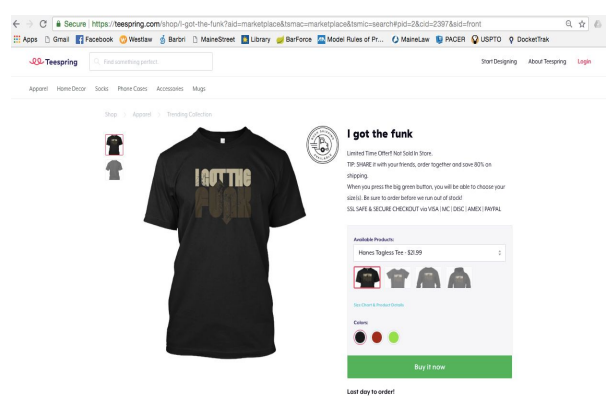 Secure https://teespring.com/shop/I-got-the-funk?aid=marketplace&tsmac=marketplace&tsmic=search#pid=2&cid=2397&sid=front
Apps Gmail Facebook Westlaw Barbri MaineStreet Library BarForce Model Rules of Pr... MaineLaw PACER USPTO DocketTrak
Teespring Find something perfect Start Designing About Teespring Login
Apparel Home Decor Socks Phone Cases Accessories Mugs
Shop Apparel Trending Collection
I GOT THE
FUNK
I got the funk
Limited Time Offer!! Not Sold In Store.
TIP: SHARE it with your friends, order together and save 80% on
shipping.
When you press the big green button, you will be able to choose your
size(s). Be sure to order before we run out of stock!
SSL SAFE & SECURE CHECKOUT via VISA | MC | DISC | AMEX | PAYPAL
Available Products:
Hanes Tagless Tee - $21.99
Size Chart & Product Details
Colors:
Buy it now
Last day to order!